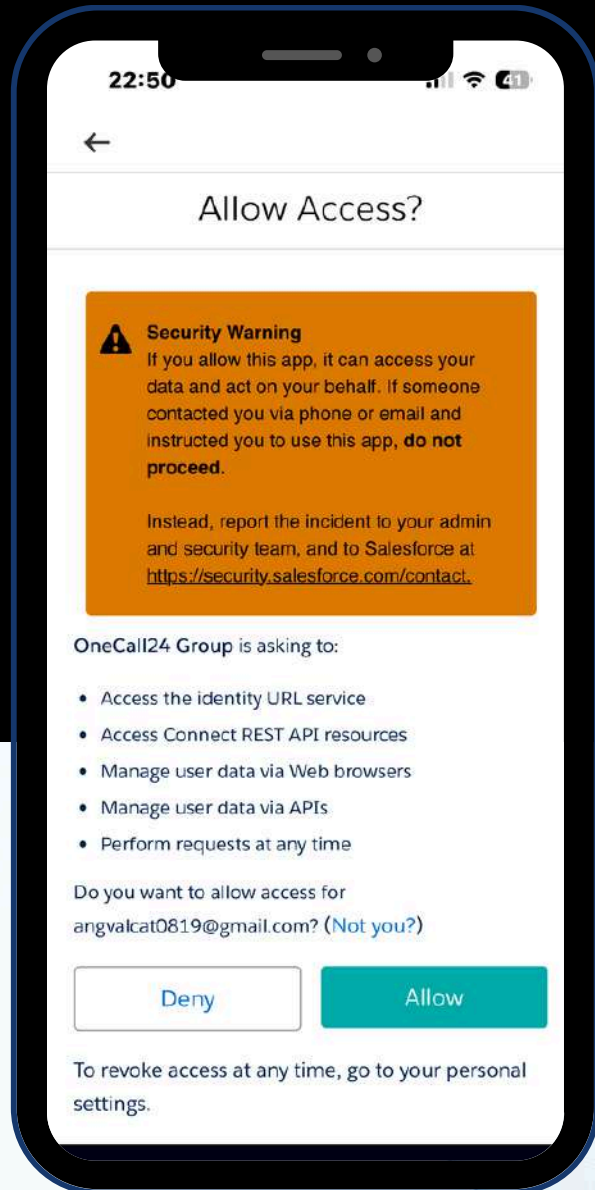 22:50
41
Allow Access?
Security Warning
If you allow this app, it can access your
data and act on your behalf. If someone
contacted you via phone or email and
instructed you to use this app, do not
proceed.
Instead, report the incident to your admin
and security team, and to Salesforce at
https://security.salesforce.com/contact.
OneCall24 Group is asking to:
• Access the identity URL service
• Access Connect REST API resources
• Manage user data via Web browsers
• Manage user data via APIs
• Perform requests at any time
Do you want to allow access for
angvalcat0819@gmail.com? (Not you?)
Deny
Allow
To revoke access at any time, go to your personal
settings.